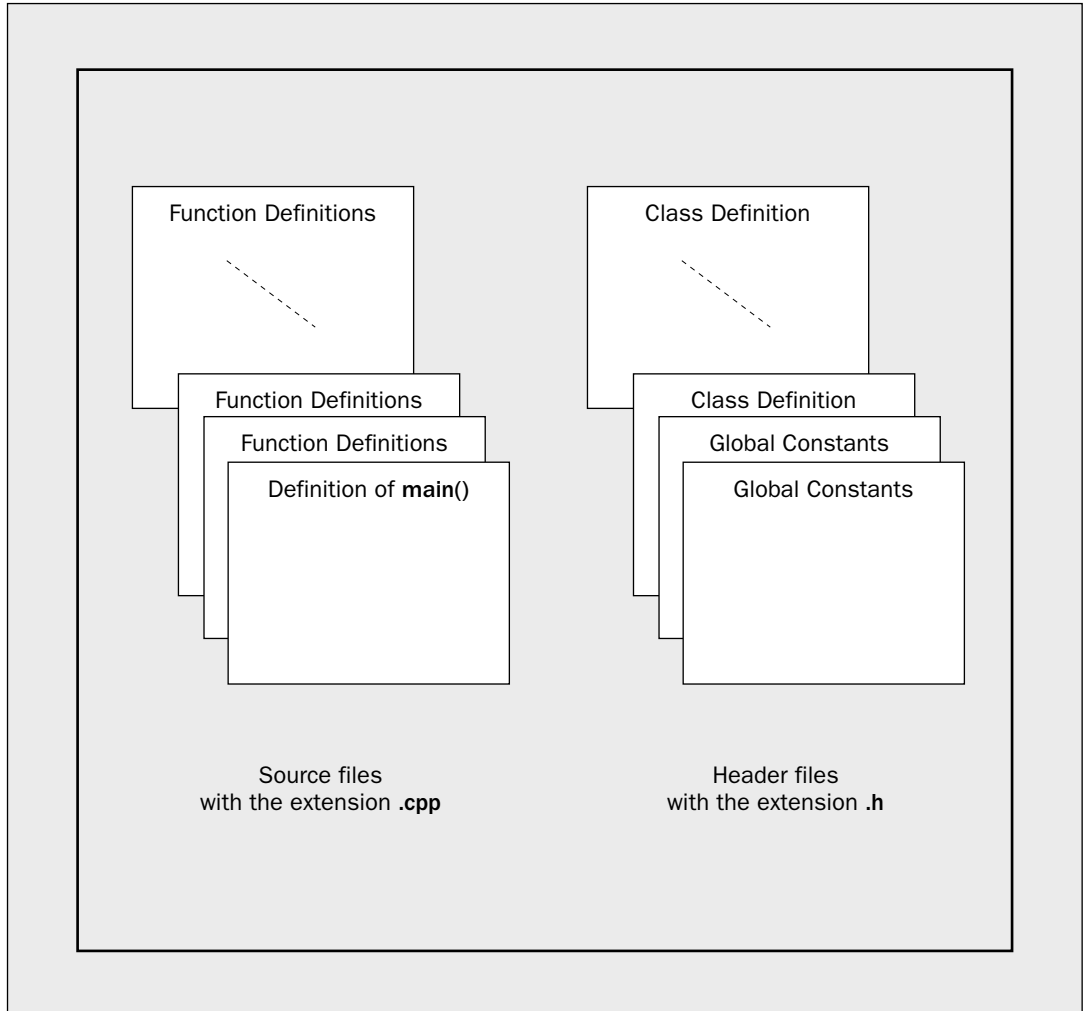 Function Definitions
Function Definitions
Function Definitions
Definition of main()
Source files
with the extension .cpp
Class Definition
Class Definition
Global Constants
Global Constants
Header files
with the extension .h